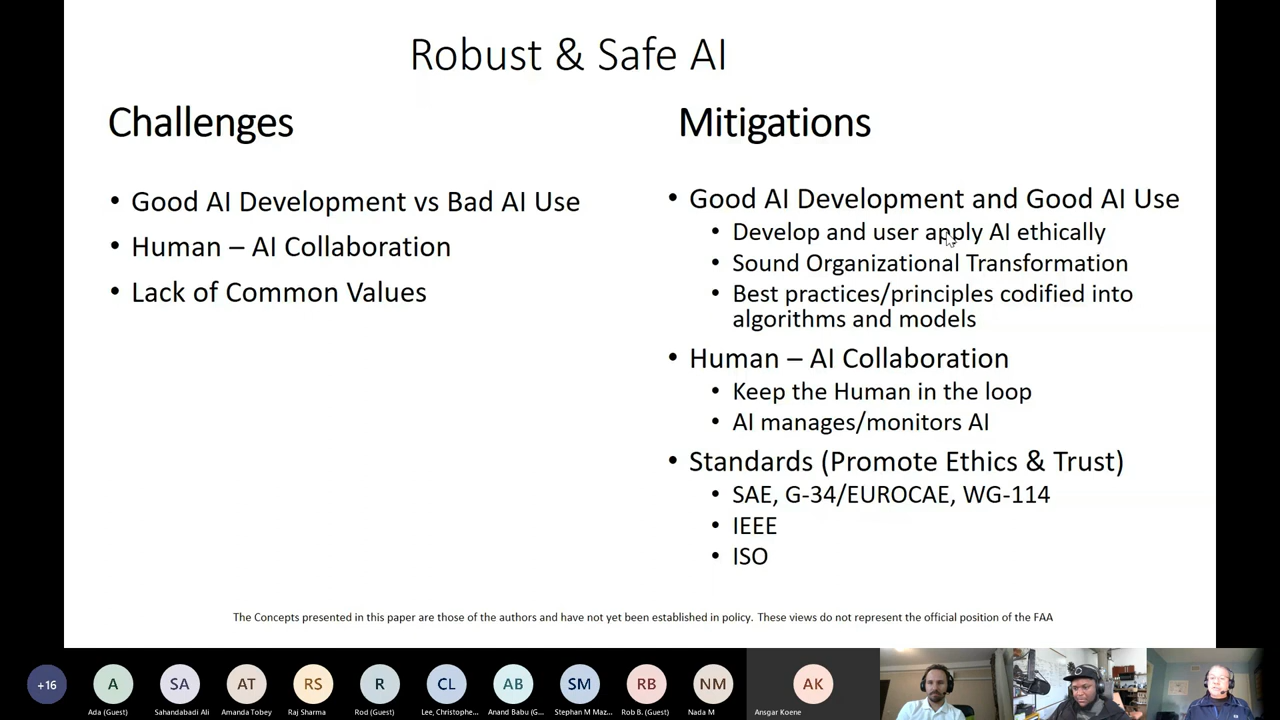 Robust & Safe AI
Challenges
• Good AI Development vs Bad AI Use
• Human – AI Collaboration
• Lack of Common Values
Mitigations
• Good AI Development and Good AI Use
• Develop and user apply AI ethically
• Sound Organizational Transformation
• Best practices/principles codified into
algorithms and models
• Human – AI Collaboration
• Keep the Human in the loop
• AI manages/monitors AI
• Standards (Promote Ethics & Trust)
• SAE, G-34/EUROCAE, WG-114
• IEEE
• ISO
The Concepts presented in this paper are those of the authors and have not yet been established in policy. These views do not represent the official position of the FAA
+16
A
SA
AT
RS
R
CL
AB
SM
RB
NM
AK
Ada (Guest)
Sahandabadi Ali
Amanda Tobey
Raj Sharma
Rod (Guest)
Lee, Christophe...
Anand Babu (G...
Stephan M Maz...
Rob B. (Guest)
Nada M
Ansgar Koene